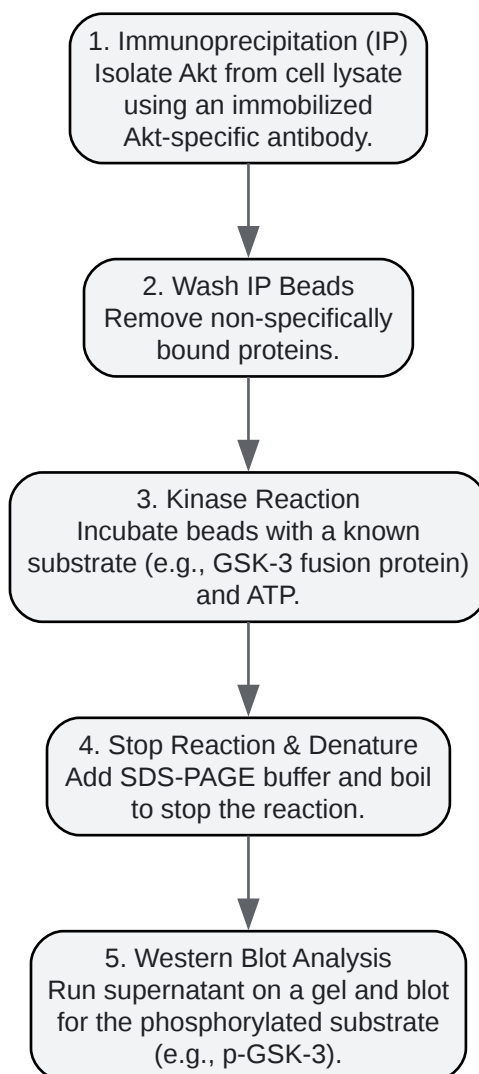 1. Immunoprecipitation (IP)
Isolate Akt from cell lysate
using an immobilized
Akt-specific antibody.
2. Wash IP Beads
Remove non-specifically
bound proteins.
3. Kinase Reaction
Incubate beads with a known
substrate (e.g., GSK-3 fusion protein)
and ATP.
4. Stop Reaction & Denature
Add SDS-PAGE buffer and boil
to stop the reaction.
5. Western Blot Analysis
Run supernatant on a gel and blot
for the phosphorylated substrate
(e.g., p-GSK-3).